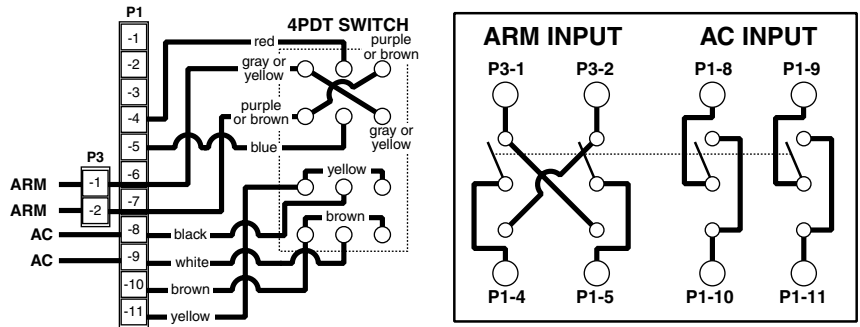 P1
4PDT SWITCH
-1
-2
-3
-4
-5
-6
-7
-8
-9
-10
-11
P3
-1
-2
ARM
ARM
AC
AC
red
purple
or brown
gray or
yellow
purple
or brown
gray or
yellow
blue
yellow
brown
black
white
brown
yellow
ARM INPUT
AC INPUT
P3-1
P3-2
P1-8
P1-9
P1-4
P1-5
P1-10
P1-11